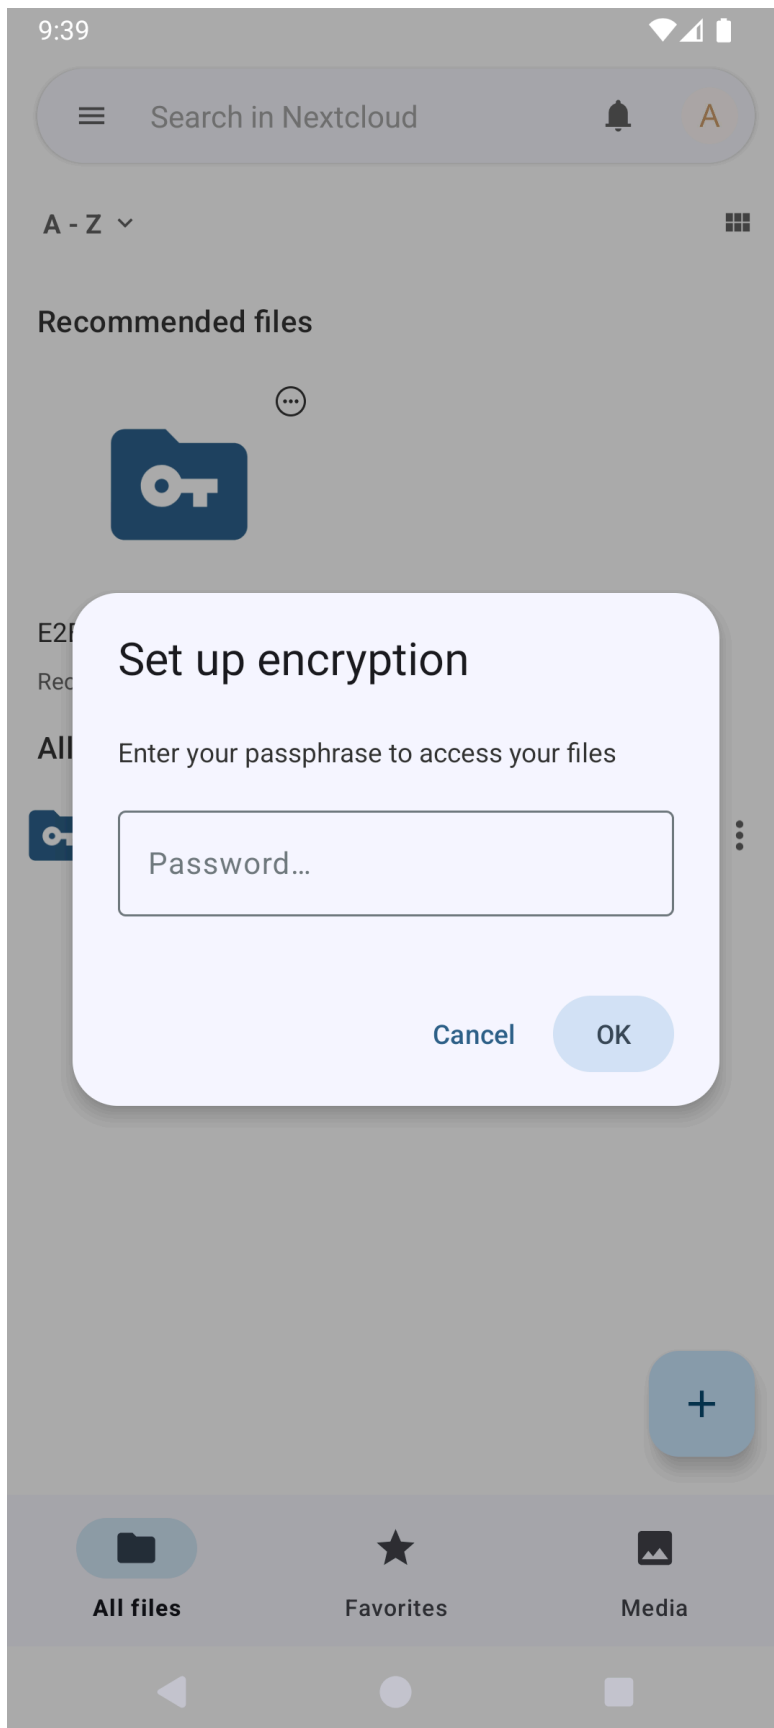 9:39
Search in Nextcloud
A
A - Z
Recommended files
Set up encryption
Enter your passphrase to access your files
All
Password…
Cancel
OK
+
All files
Favorites
Media